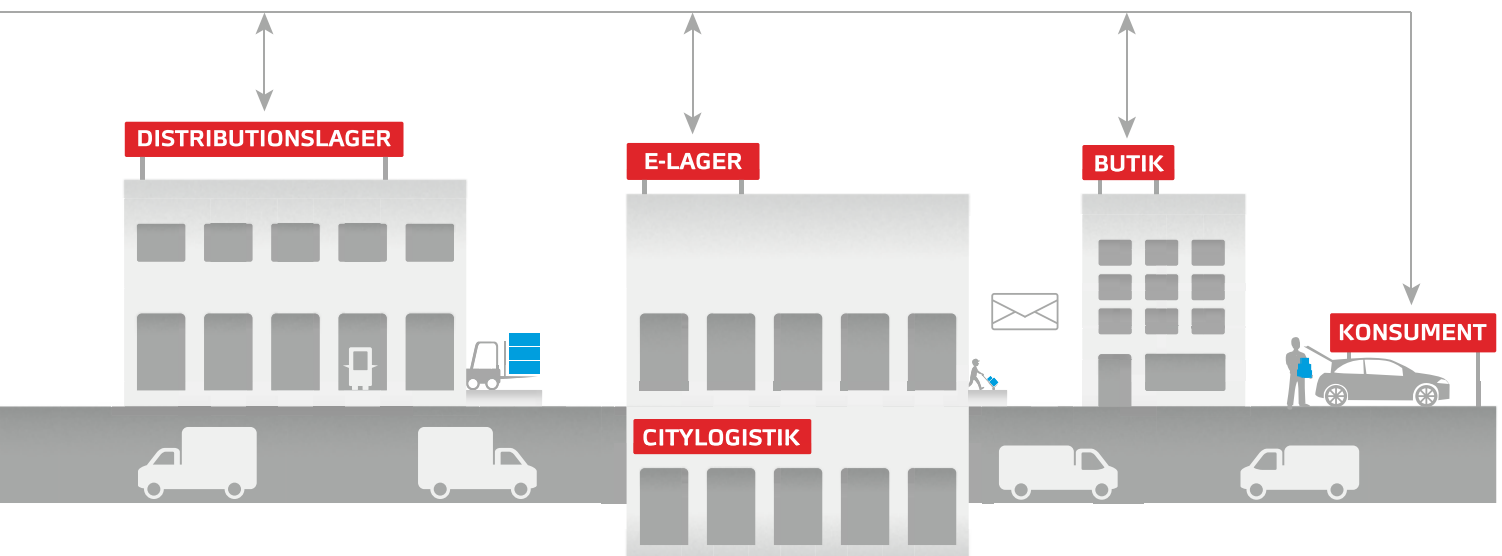 DISTRIBUTIONSLAGER
E-LAGER
BUTIK
KONSUMENT
CITYLOGISTIK